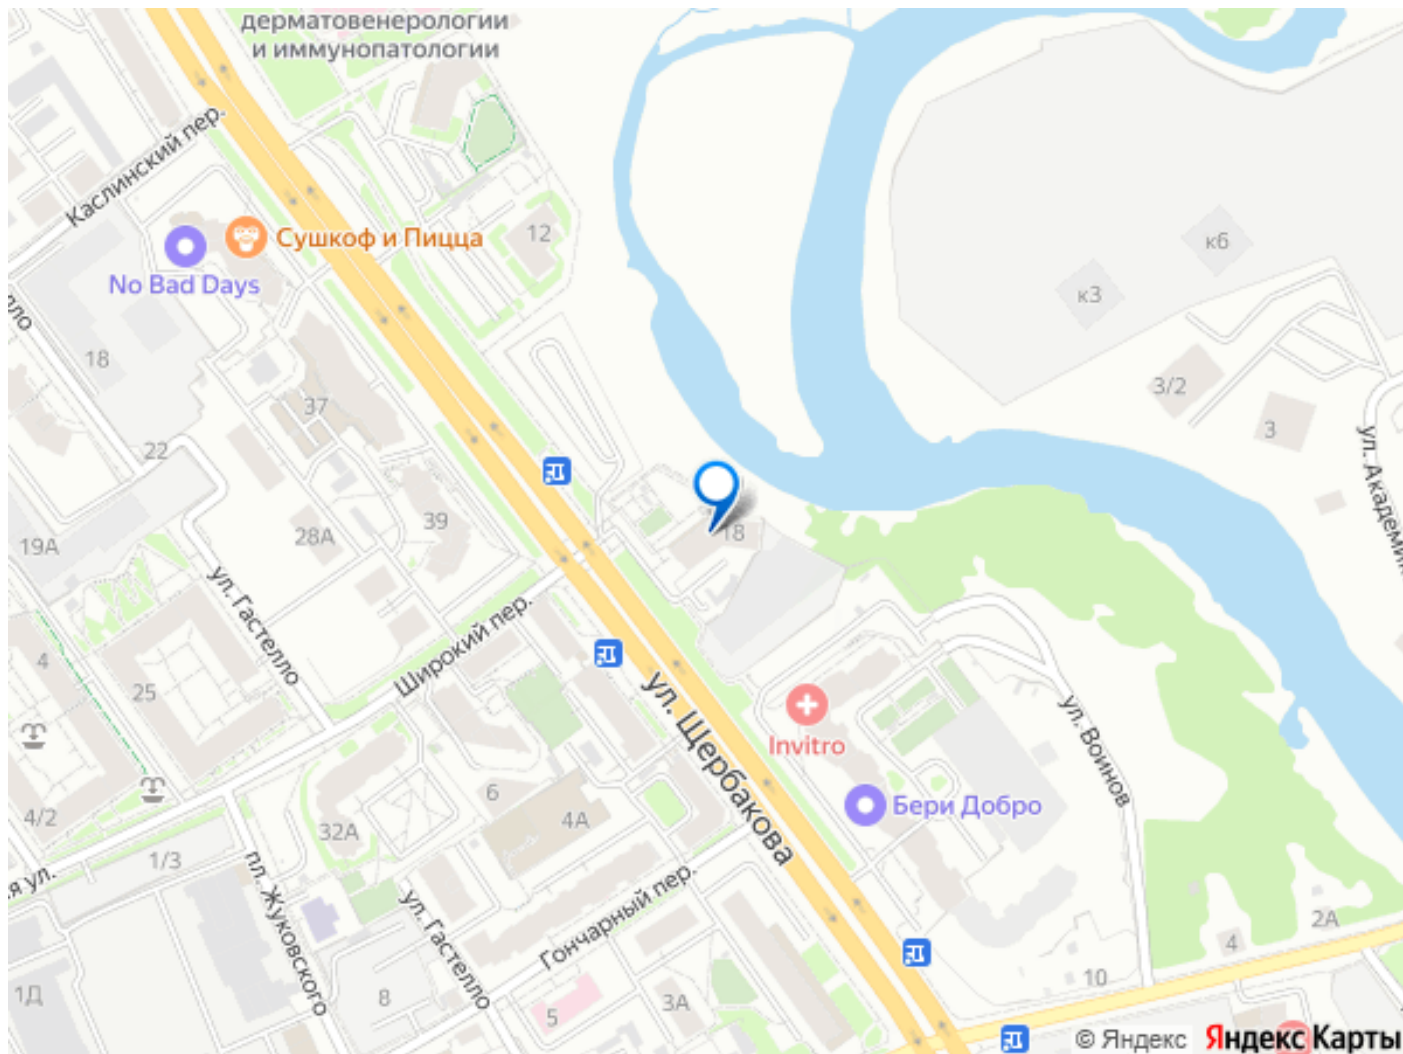 дерматовенерологии
и иммунопатологии
Каслинский пер.
Сушкоф и Пицца
No Bad Days
12
к6
к3
лло
18
37
3/2
3
22
39
28А
19А
18
ул. Гастелло
Широкий пер.
4
25
ул. Щербакова
Invitro
ул. Воинов
Бери Добро
6
4А
4/2
32А
1/3
я ул.
пл. Жуковского
ул. Гастелло
Гончарный пер.
2А
4
10
1Д
8
5
3А
© Яндекс
Яндекс Карты